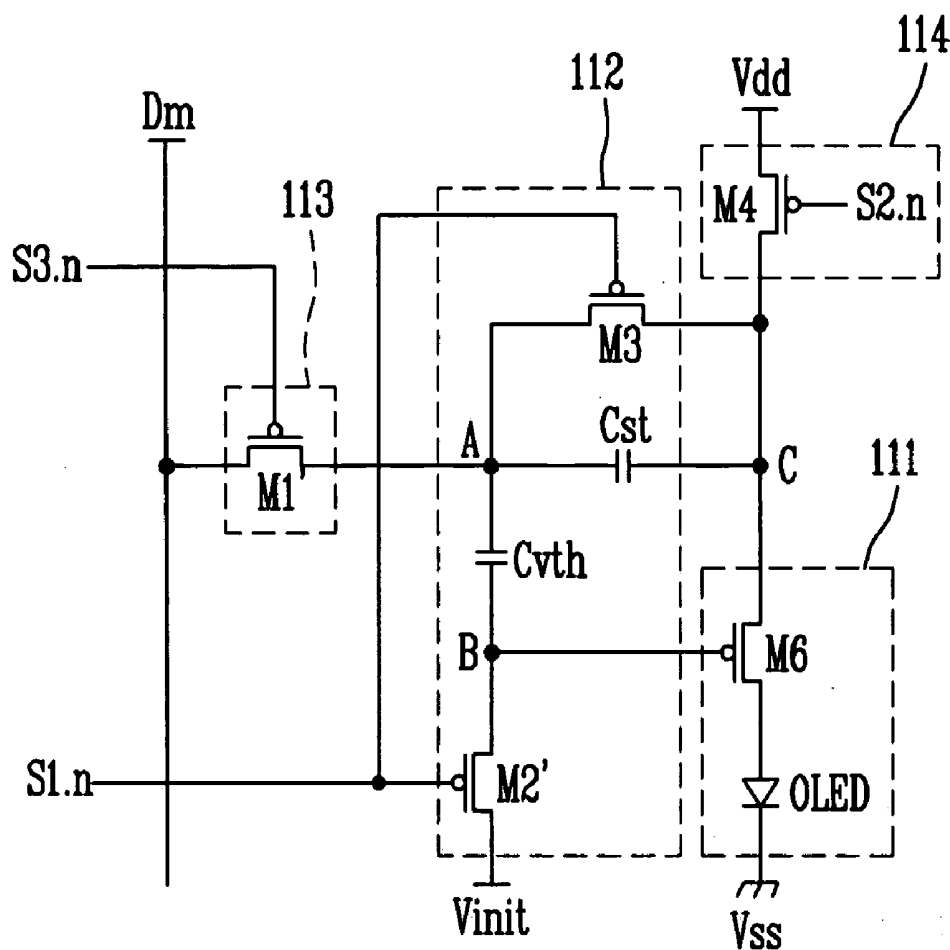 114
112
Vdd
Dm
113
M4
S2.n
S3.n
M3
Cst
A
C
111
M1
Cvth
B
M6
S1.n
M2'
OLED
Vinit
Vss